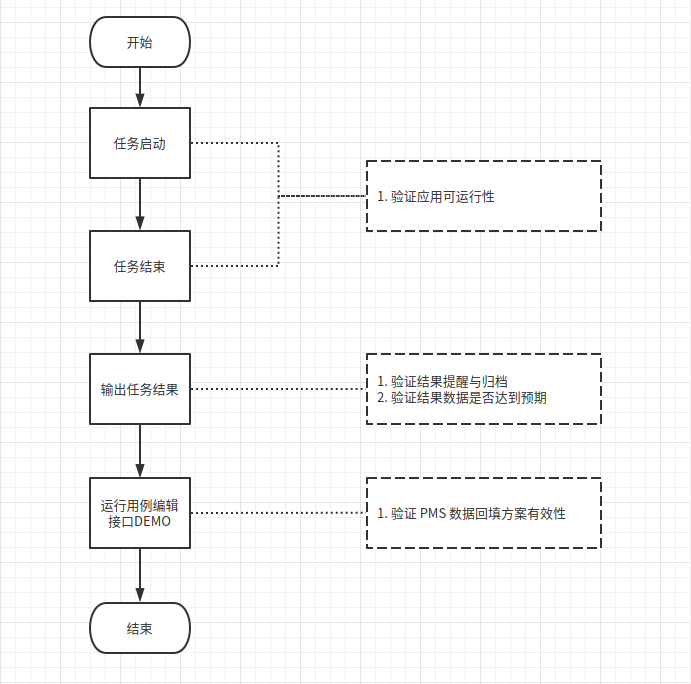 开始
任务启动
1. 验证应用可运行性
任务结束
输出任务结果
1. 验证结果提醒与归档
2. 验证结果数据是否达到预期
运行用例编辑
接口DEMO
1. 验证 PMS 数据回填方案有效性
结束